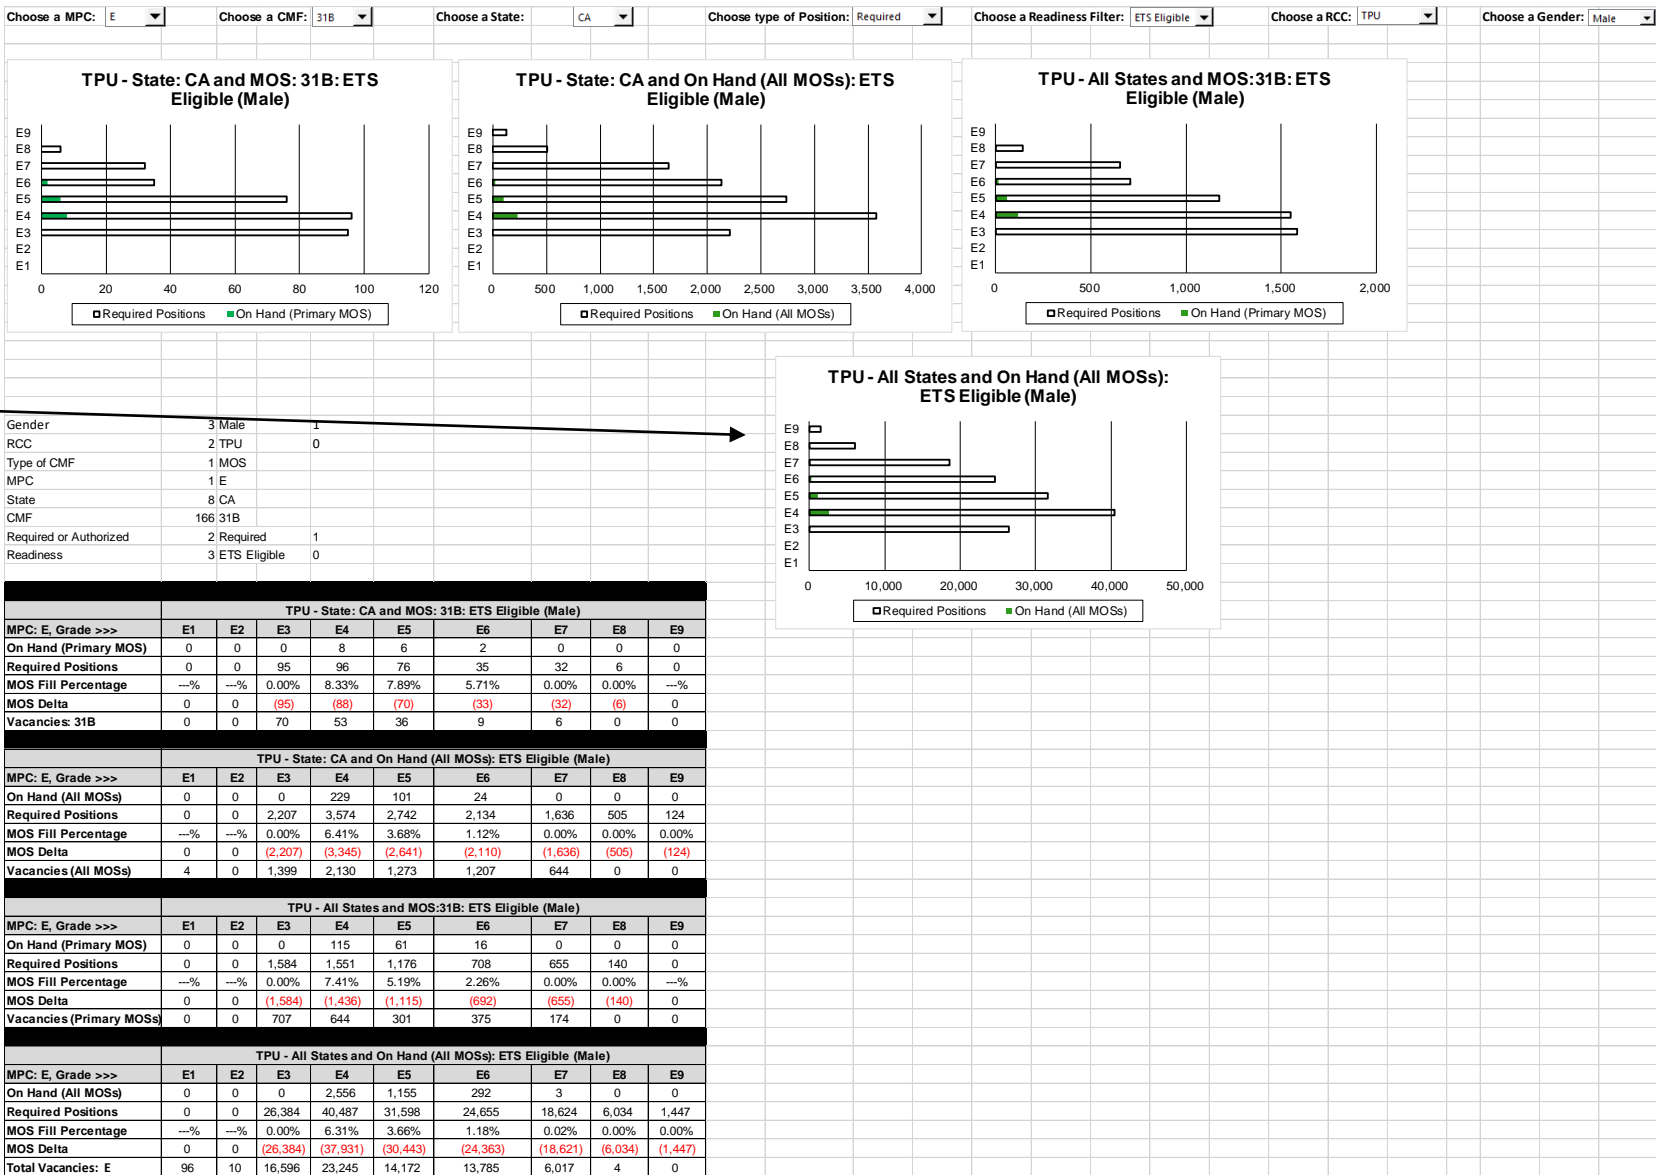 Choose a MPC: E Choose a CMF: 31B Choose a State: CA Choose type of Position: Required Choose a Readiness Filter: ETS Eligible Choose a RCC: TPU Choose a Gender: Male
TPU - State: CA and MOS: 31B: ETS
Eligible (Male)
E9
E8
E7
E6
E5
E4
E3
E2
E1
0 20 40 60 80 100 120
Required Positions On Hand (Primary MOS)
TPU - State: CA and On Hand (All MOSs): ETS
Eligible (Male)
E9
E8
E7
E6
E5
E4
E3
E2
E1
0 500 1,000 1,500 2,000 2,500 3,000 3,500 4,000
Required Positions On Hand (All MOSs)
TPU - All States and MOS:31B: ETS
Eligible (Male)
E9
E8
E7
E6
E5
E4
E3
E2
E1
0 500 1,000 1,500 2,000
Required Positions On Hand (Primary MOS)
TPU - All States and On Hand (All MOSs):
ETS Eligible (Male)
E9
E8
E7
E6
E5
E4
E3
E2
E1
0 10,000 20,000 30,000 40,000 50,000
Required Positions On Hand (All MOSs)
Gender 3 Male 1
RCC 2 TPU 0
Type of CMF 1 MOS
MPC 1 E
State 8 CA
CMF 166 31B
Required or Authorized 2 Required 1
Readiness 3 ETS Eligible 0
TPU - State: CA and MOS: 31B: ETS Eligible (Male)
MPC: E, Grade >>> E1 E2 E3 E4 E5 E6 E7 E8 E9
On Hand (Primary MOS) 0 0 0 8 6 2 0 0 0
Required Positions 0 0 95 96 76 35 32 6 0
MOS Fill Percentage ---% ---% 0.00% 8.33% 7.89% 5.71% 0.00% 0.00% ---%
MOS Delta 0 0 (95) (88) (70) (33) (32) (6) 0
Vacancies: 31B 0 0 70 53 36 9 6 0 0
TPU - State: CA and On Hand (All MOSs): ETS Eligible (Male)
MPC: E, Grade >>> E1 E2 E3 E4 E5 E6 E7 E8 E9
On Hand (All MOSs) 0 0 0 229 101 24 0 0 0
Required Positions 0 0 2,207 3,574 2,742 2,134 1,636 505 124
MOS Fill Percentage ---% ---% 0.00% 6.41% 3.68% 1.12% 0.00% 0.00% 0.00%
MOS Delta 0 0 (2,207) (3,345) (2,641) (2,110) (1,636) (505) (124)
Vacancies (All MOSs) 4 0 1,399 2,130 1,273 1,207 644 0 0
TPU - All States and MOS:31B: ETS Eligible (Male)
MPC: E, Grade >>> E1 E2 E3 E4 E5 E6 E7 E8 E9
On Hand (Primary MOS) 0 0 0 115 61 16 0 0 0
Required Positions 0 0 1,584 1,551 1,176 708 655 140 0
MOS Fill Percentage ---% ---% 0.00% 7.41% 5.19% 2.26% 0.00% 0.00% ---%
MOS Delta 0 0 (1,584) (1,436) (1,115) (692) (655) (140) 0
Vacancies (Primary MOSs) 0 0 707 644 301 375 174 0 0
TPU - All States and On Hand (All MOSs): ETS Eligible (Male)
MPC: E, Grade >>> E1 E2 E3 E4 E5 E6 E7 E8 E9
On Hand (All MOSs) 0 0 0 2,556 1,155 292 3 0 0
Required Positions 0 0 26,384 40,487 31,598 24,655 18,624 6,034 1,447
MOS Fill Percentage ---% ---% 0.00% 6.31% 3.66% 1.18% 0.02% 0.00% 0.00%
MOS Delta 0 0 (26,384) (37,931) (30,443) (24,363) (18,621) (6,034) (1,447)
Total Vacancies: E 96 10 16,596 23,245 14,172 13,785 6,017 4 0